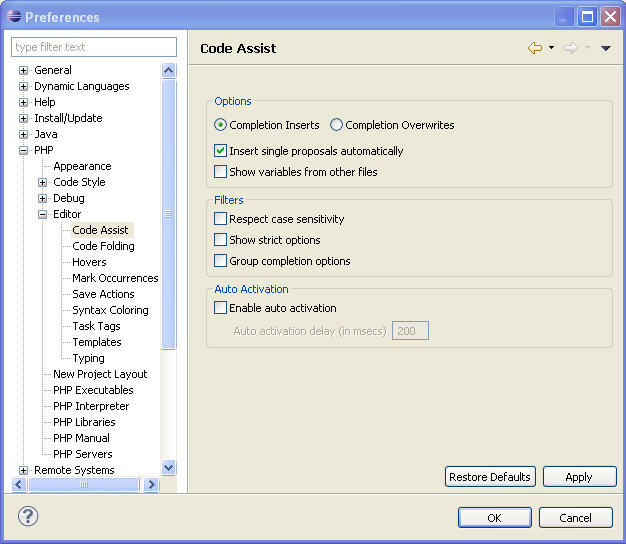 Preferences
type filter text
General
Dynamic Languages
Help
Install/Update
Java
PHP
Appearance
Code Style
Debug
Editor
Code Assist
Code Folding
Hovers
Mark Occurrences
Save Actions
Syntax Coloring
Task Tags
Templates
Typing
New Project Layout
PHP Executables
PHP Interpreter
PHP Libraries
PHP Manual
PHP Servers
Remote Systems
Code Assist
Options
Completion Inserts Completion Overwrites
Insert single proposals automatically
Show variables from other files
Filters
Respect case sensitivity
Show strict options
Group completion options
Auto Activation
Enable auto activation
Auto activation delay (in msecs) 200
Restore Defaults Apply
? OK Cancel